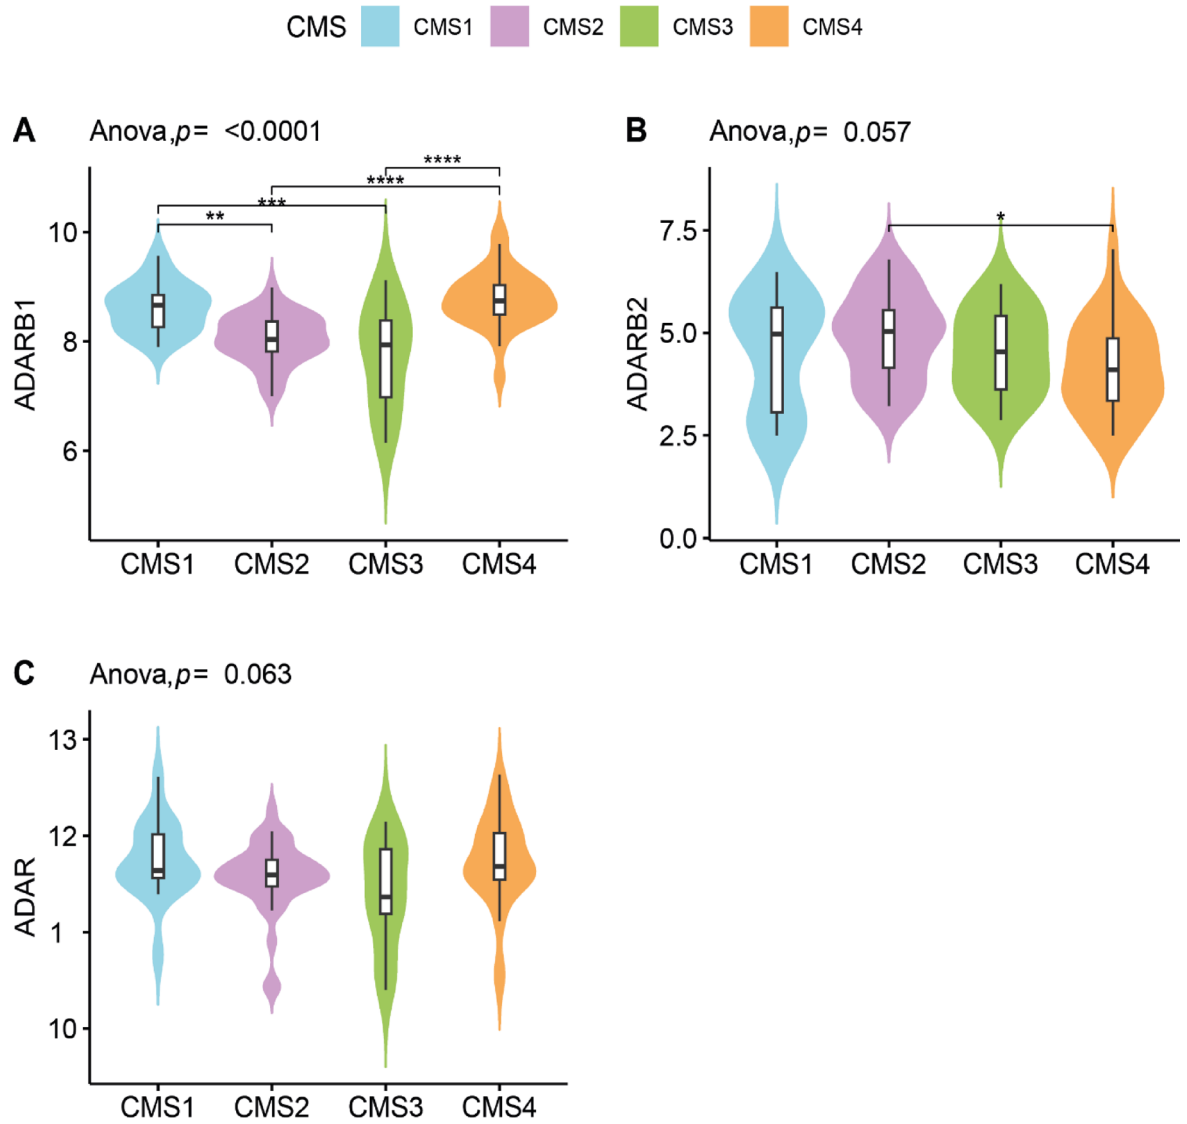 CMS CMS1 CMS2 CMS3 CMS4
A Anova,p= <0.0001
****
****
***
**
10
8
6
ADARB1
CMS1 CMS2 CMS3 CMS4
B Anova,p= 0.057
*
7.5
5.0
2.5
0.0
ADARB2
CMS1 CMS2 CMS3 CMS4
C Anova,p= 0.063
13
12
1
10
ADAR
CMS1 CMS2 CMS3 CMS4